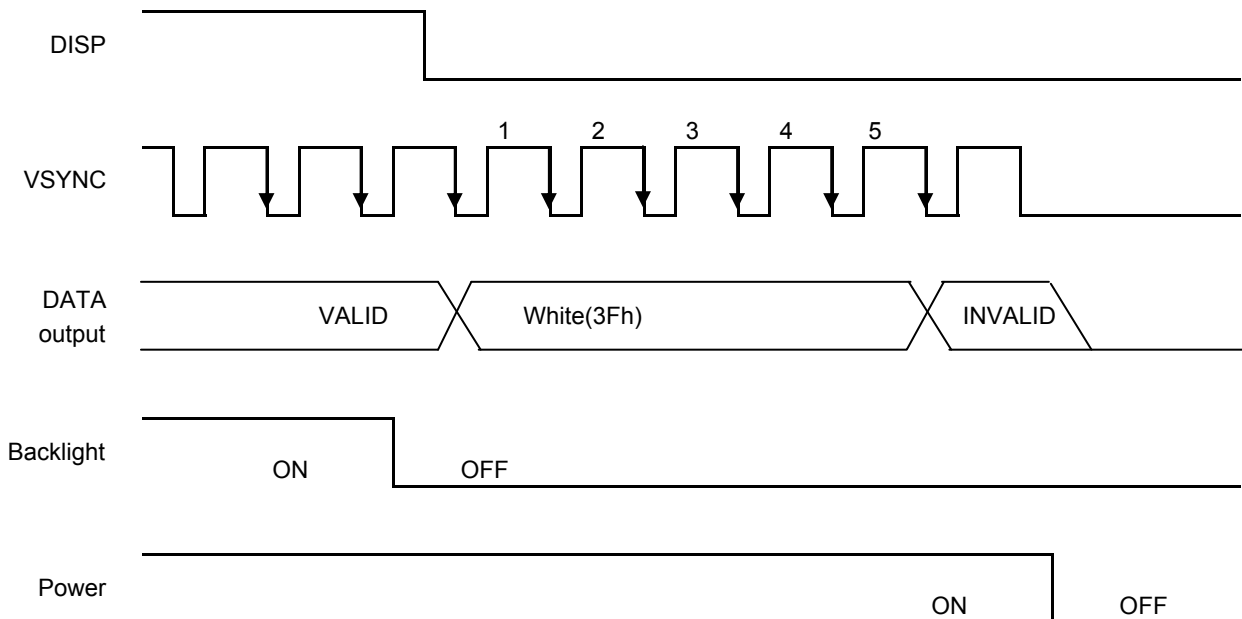 DISP
1 2 3 4 5
VSYNC
DATA
output
VALID White(3Fh) INVALID
Backlight
ON OFF
Power
ON OFF